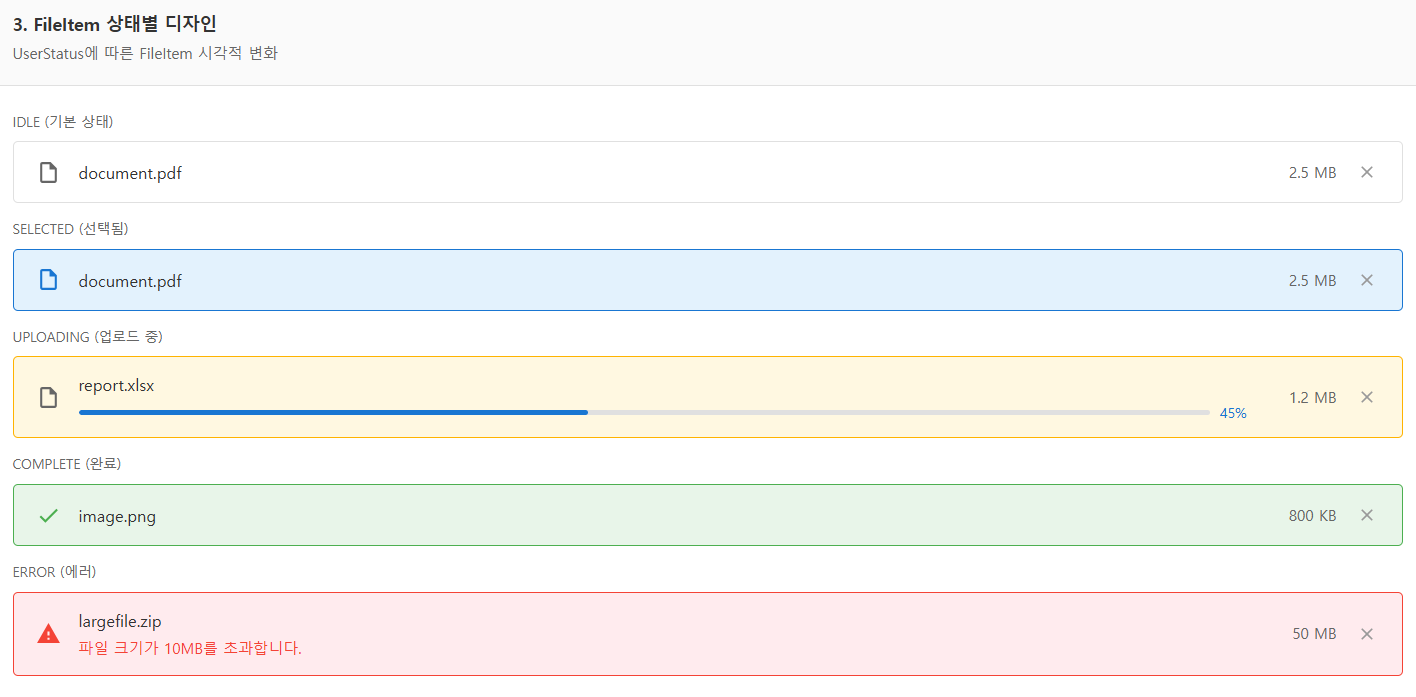 3. FileItem 상태별 디자인
UserStatus에 따른 FileItem 시각적 변화
IDLE (기본 상태)
document.pdf 2.5 MB
SELECTED (선택됨)
document.pdf 2.5 MB
UPLOADING (업로드 중)
report.xlsx
45% 1.2 MB
COMPLETE (완료)
image.png 800 KB
ERROR (에러)
largefile.zip
파일 크기가 10MB를 초과합니다. 50 MB